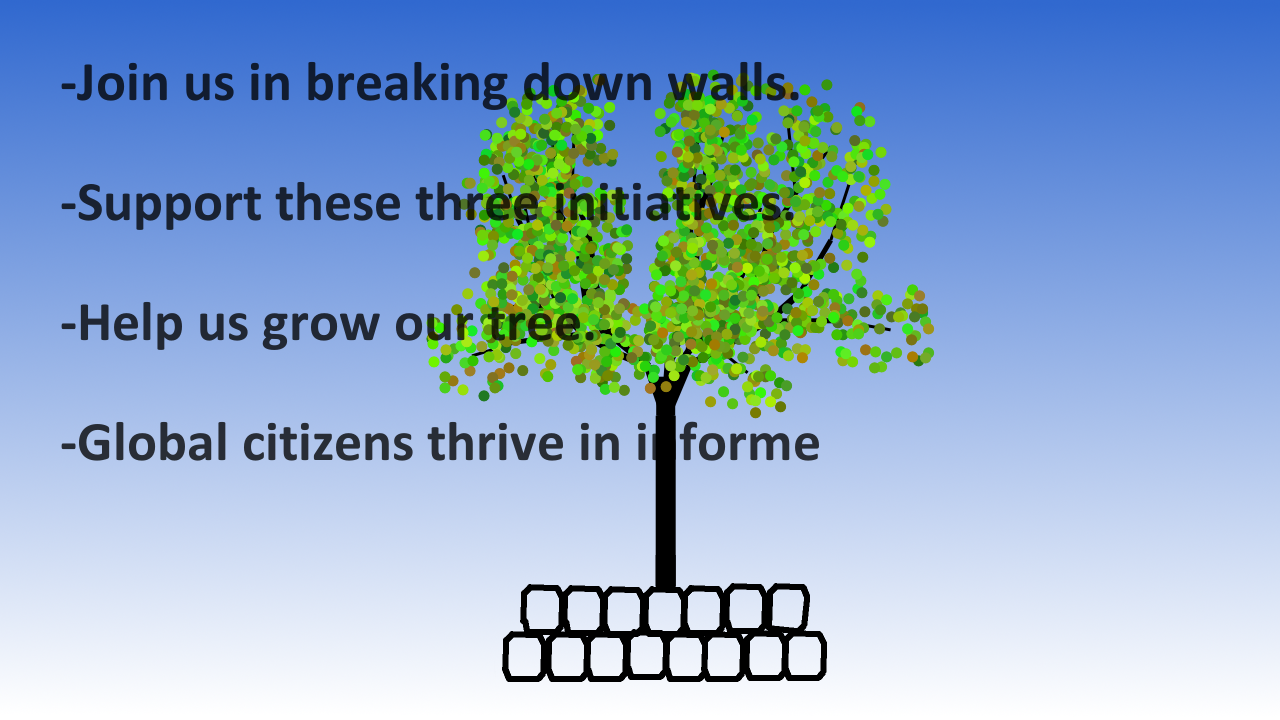 -Join us in breaking down walls.
-Support these three initiatives.
-Help us grow our tree.
-Global citizens thrive in informe